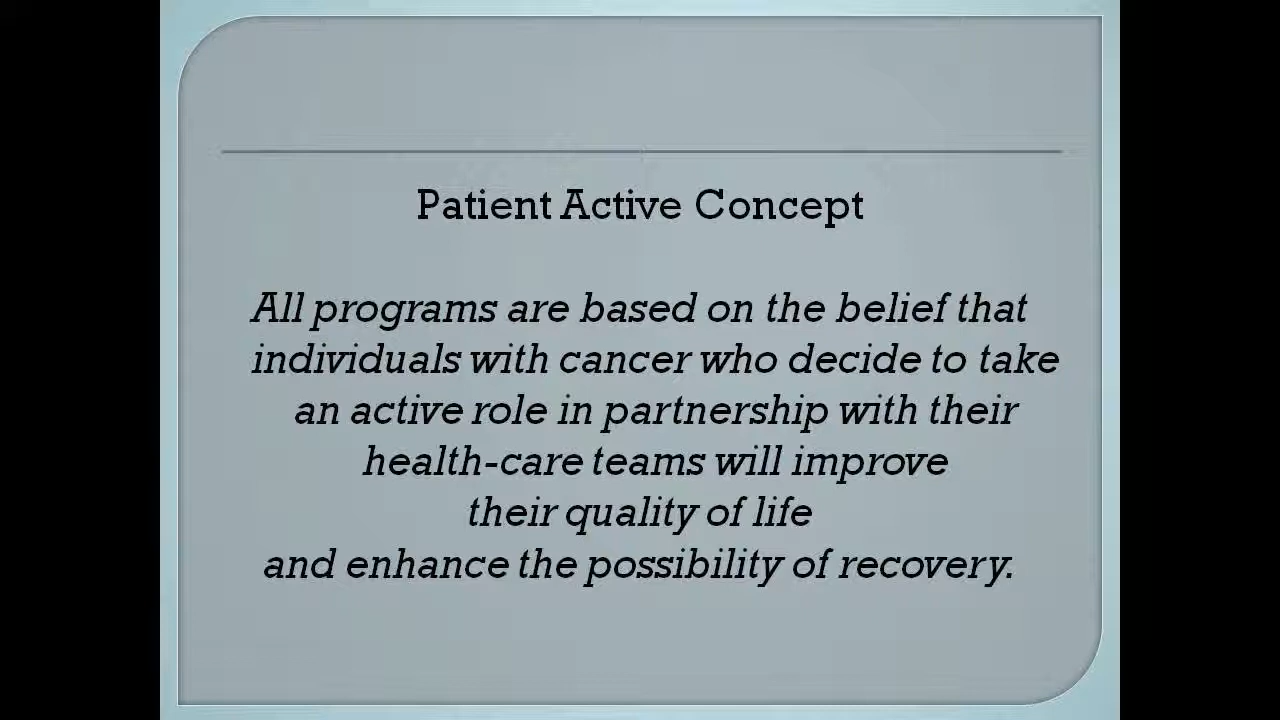 Patient Active Concept
All programs are based on the belief that
individuals with cancer who decide to take
an active role in partnership with their
health-care teams will improve
their quality of life
and enhance the possibility of recovery.